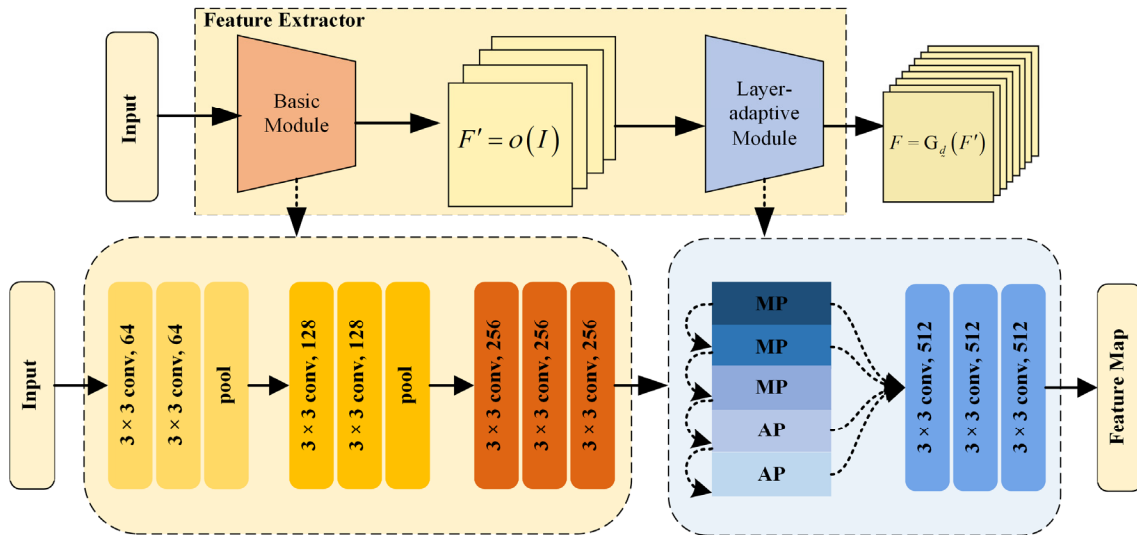 Feature Extractor
Input
Basic
Module
F' = o(I)
Layer-
adaptive
Module
F = G_d(F')
Input
3 × 3 conv, 64
3 × 3 conv, 64
pool
3 × 3 conv, 128
3 × 3 conv, 128
pool
3 × 3 conv, 256
3 × 3 conv, 256
3 × 3 conv, 256
MP
MP
MP
AP
AP
3 × 3 conv, 512
3 × 3 conv, 512
3 × 3 conv, 512
Feature Map